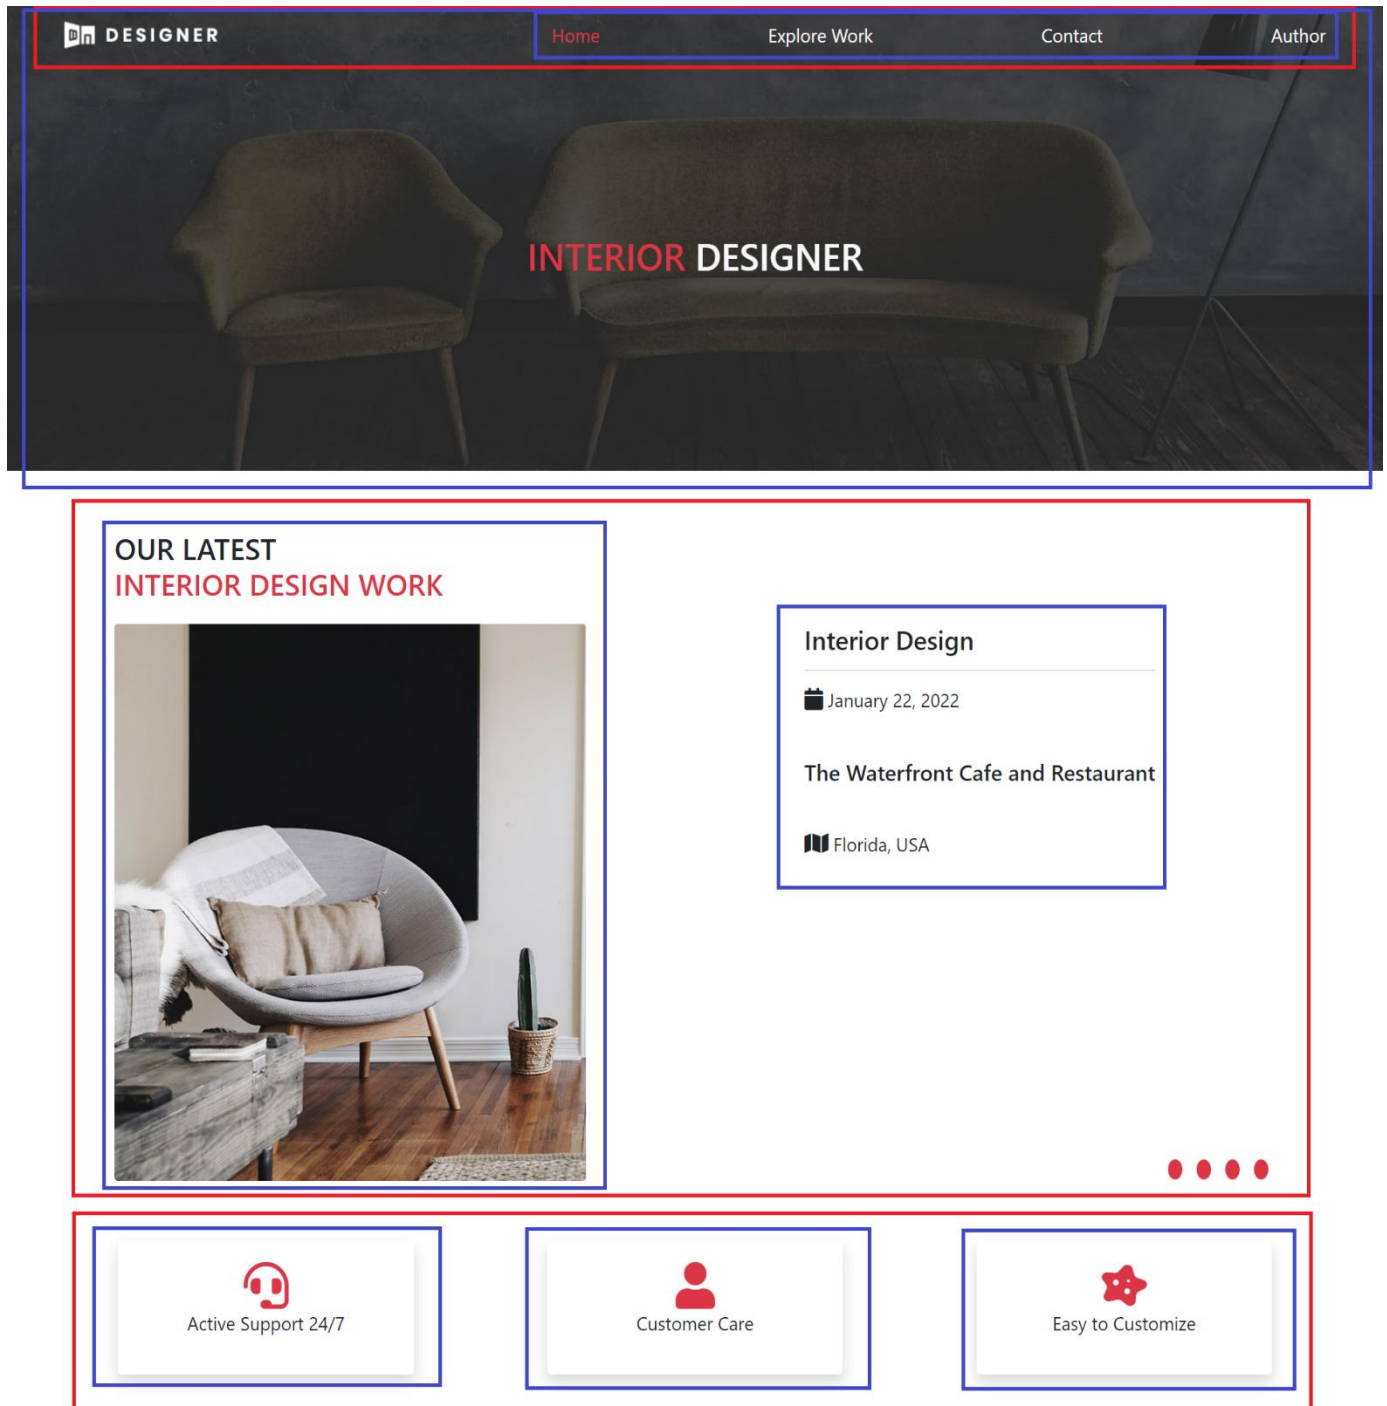 DESIGNER
Home
Explore Work
Contact
Author
INTERIOR DESIGNER
OUR LATEST
INTERIOR DESIGN WORK
Interior Design
January 22, 2022
The Waterfront Cafe and Restaurant
Florida, USA
Active Support 24/7
Customer Care
Easy to Customize